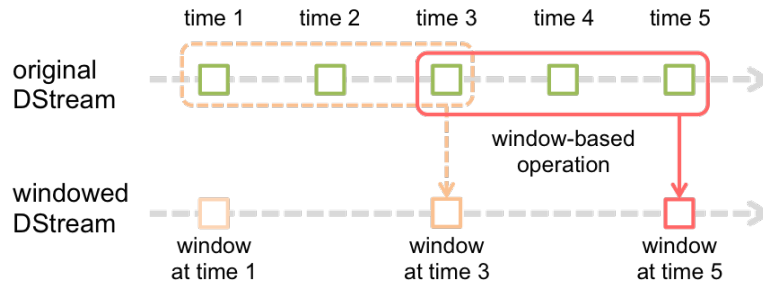 time 1 time 2 time 3 time 4 time 5
original
DStream
window-based
operation
windowed
DStream
window
at time 1
window
at time 3
window
at time 5